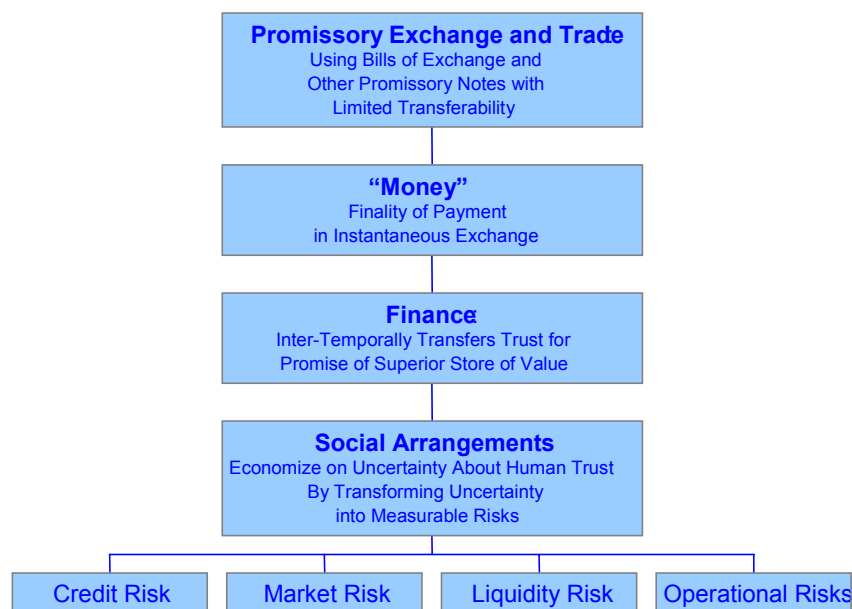 Promissory Exchange and Trade
Using Bills of Exchange and
Other Promissory Notes with
Limited Transferability
“Money”
Finality of Payment
in Instantaneous Exchange
Finance
Inter-Temporally Transfers Trust for
Promise of Superior Store of Value
Social Arrangements
Economize on Uncertainty About Human Trust
By Transforming Uncertainty
into Measurable Risks
Credit Risk
Market Risk
Liquidity Risk
Operational Risks